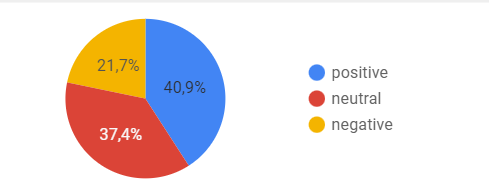 21,7%
40,9%
37,4%
positive
neutral
negative